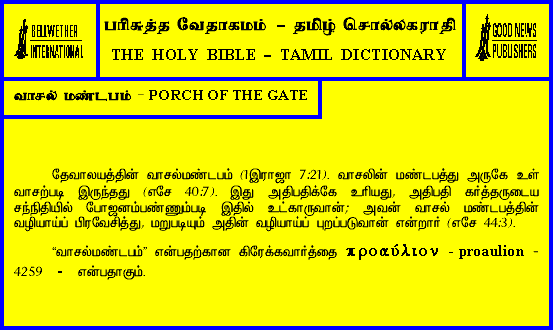 BELLWETHER
INTERNATIONAL
பரிசுத்த வேதாகமம் – தமிழ் சொல்லகராதி
THE HOLY BIBLE – TAMIL DICTIONARY
GOOD NEWS
PUBLISHERS
வாசல் மண்டபம் – PORCH OF THE GATE
தேவாலயத்தின் வாசல்மண்டபம் (1இராஜா 7:21). வாசலின் மண்டபத்து அருகே உள்
வாசற்படி இருந்தது (எசே 40:7). இது அதிபதிக்கே உரியது, அதிபதி கர்த்தருடைய
சந்நிதியில் போஜனம்பண்ணும்படி இதில் உட்காருவான்; அவன் வாசல் மண்டபத்தின்
வழியாய்ப் பிரவேசித்து, மறுபடியும் அதின் வழியாய்ப் புறப்படுவான் என்றார் (எசே 44:3).
“வாசல்மண்டபம்” என்பதற்கான கிரேக்கவார்த்தை προαύλιον - proaulion -
4259 - என்பதாகும்.